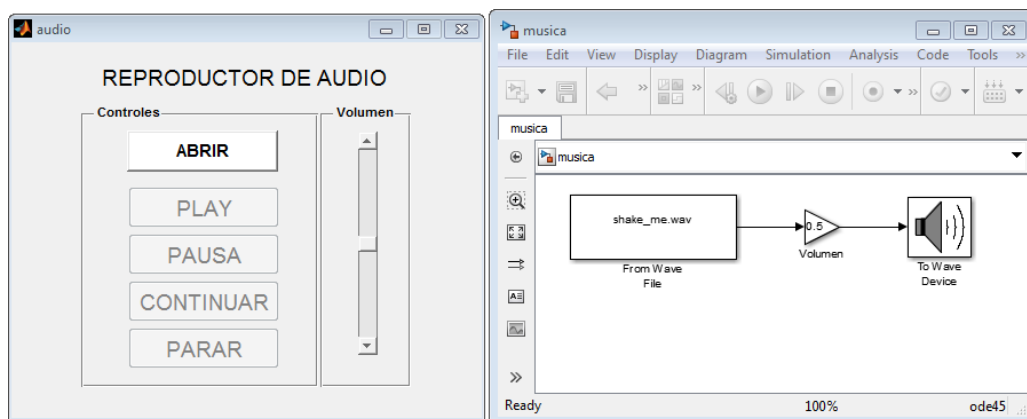 audio
REPRODUCTOR DE AUDIO
Controles
Volumen
ABRIR
PLAY
PAUSA
CONTINUAR
PARAR
musica
File Edit View Display Diagram Simulation Analysis Code Tools »
» »
»
musica
musica
shake_me.wav
From Wave
File
0.5
Volumen
To Wave
Device
A
»
Ready 100% ode45